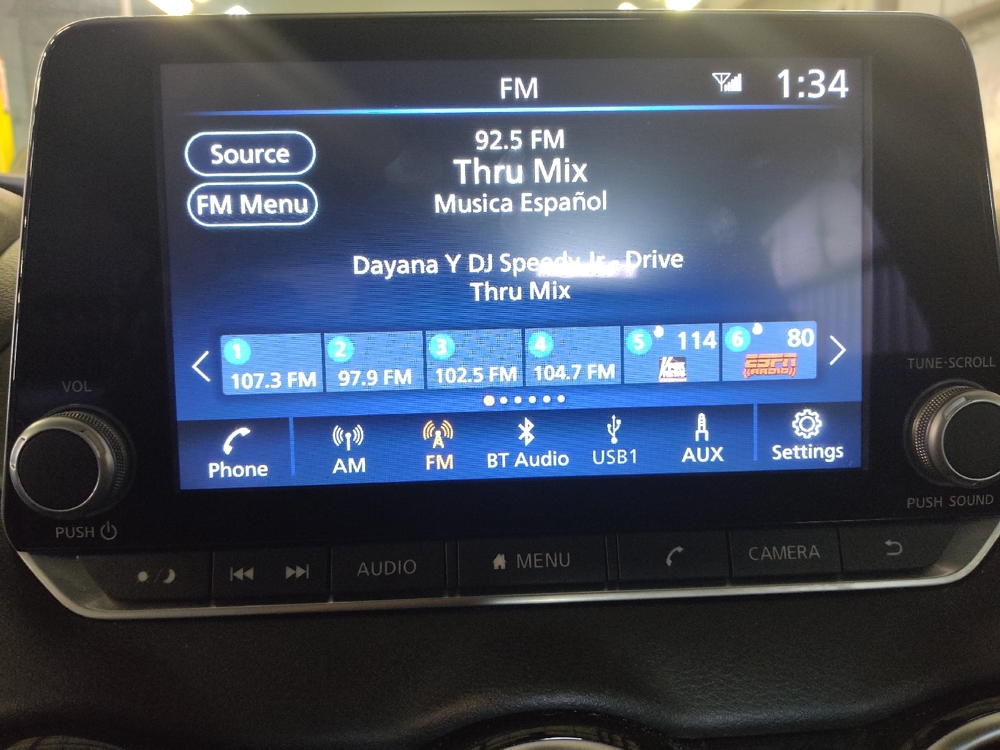 FM
1:34
Source
FM Menu
92.5 FM
Thru Mix
Musica Español
Dayana Y DJ Speedy Jr - Drive
Thru Mix
1
107.3 FM
2
97.9 FM
3
102.5 FM
4
104.7 FM
5
114
6
80
ESPN
RADIO
Phone
AM
FM
BT Audio
USB1
AUX
Settings
VOL
PUSH
TUNE·SCROLL
PUSH SOUND
AUDIO
MENU
CAMERA